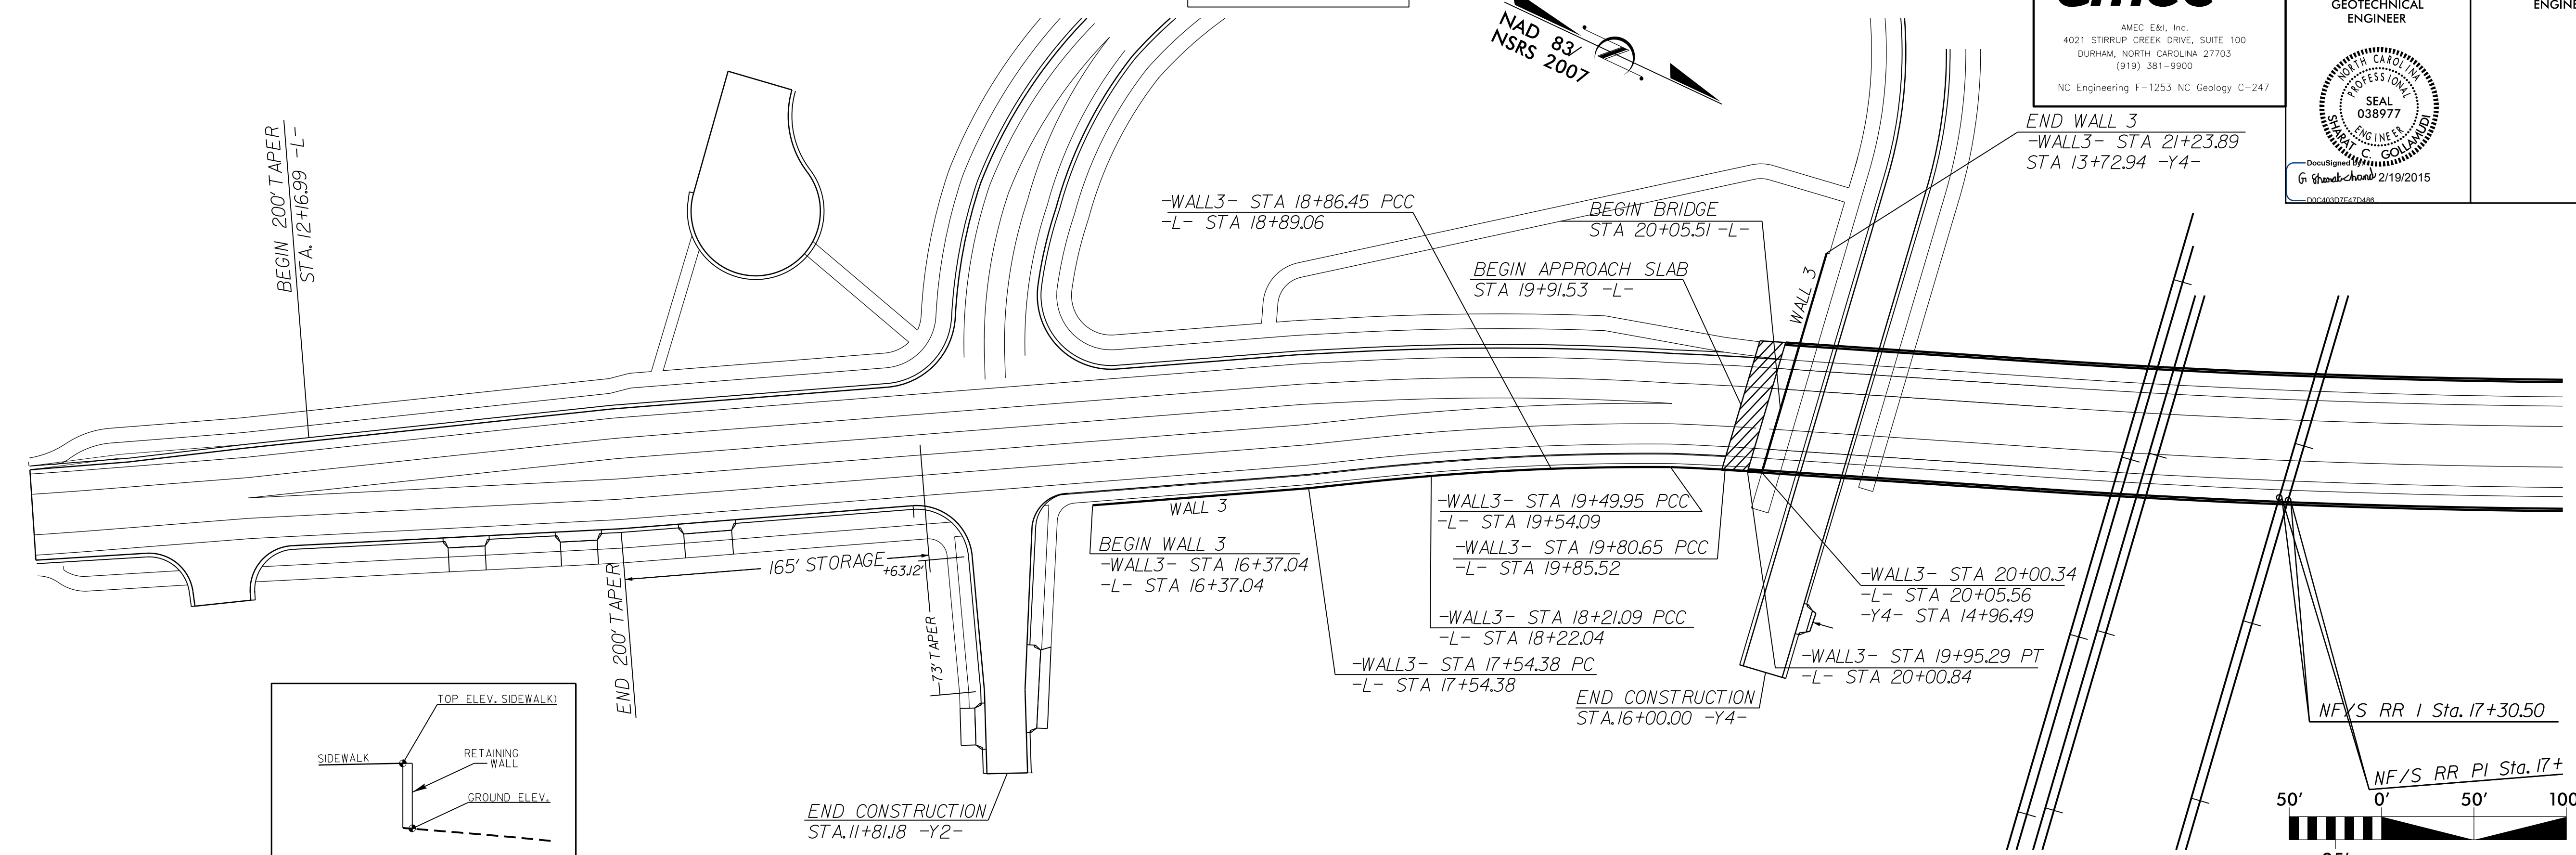 amec
AMEC E&I, Inc.
4021 STIRRUP CREEK DRIVE, SUITE 100
DURHAM, NORTH CAROLINA 27703
(919) 381-9900
NC Engineering F-1253 NC Geology C-247
GEOTECHNICAL
ENGINEER
NORTH CAROLINA
PROFESSIONAL
SEAL
038977
ENGINEER
SHARAT C. GOLLAMUDI
DocuSigned by:
G Sharat Chand 2/19/2015
D0C403D7E47D486
ENGINE
NAD 83/
NSRS 2007
BEGIN 200' TAPER
STA. 12+16.99 -L-
END WALL 3
-WALL3- STA 21+23.89
STA 13+72.94 -Y4-
-WALL3- STA 18+86.45 PCC
-L- STA 18+89.06
BEGIN BRIDGE
STA 20+05.51 -L-
BEGIN APPROACH SLAB
STA 19+91.53 -L-
WALL 3
WALL 3
BEGIN WALL 3
-WALL3- STA 16+37.04
-L- STA 16+37.04
-WALL3- STA 19+49.95 PCC
-L- STA 19+54.09
-WALL3- STA 19+80.65 PCC
-L- STA 19+85.52
-WALL3- STA 18+21.09 PCC
-L- STA 18+22.04
-WALL3- STA 17+54.38 PC
-L- STA 17+54.38
-WALL3- STA 20+00.34
-L- STA 20+05.56
-Y4- STA 14+96.49
-WALL3- STA 19+95.29 PT
-L- STA 20+00.84
END CONSTRUCTION
STA.16+00.00 -Y4-
165' STORAGE
+63.12'
END 200' TAPER
73' TAPER
END CONSTRUCTION
STA.11+81.18 -Y2-
TOP ELEV. SIDEWALK)
SIDEWALK
RETAINING
WALL
GROUND ELEV.
NF/S RR 1 Sta. 17+30.50
NF/S RR PI Sta. 17+
50' 0' 50' 100